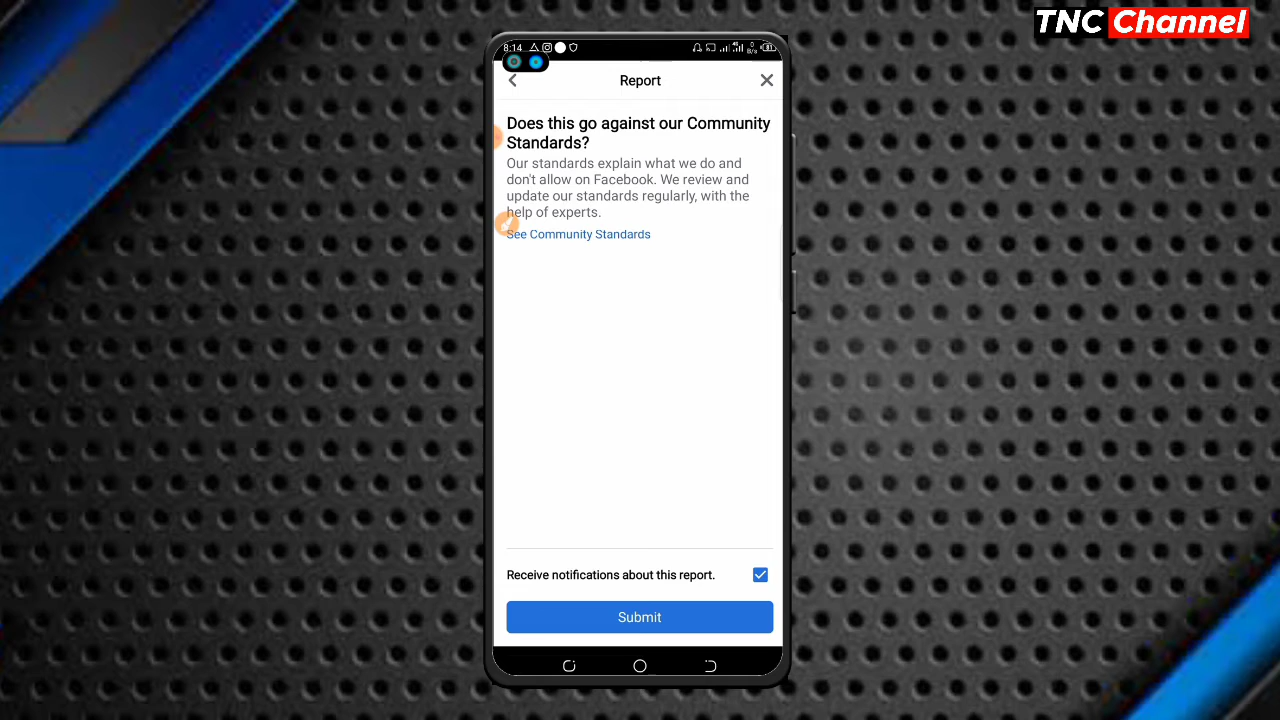 TNC Channel
8:14
Report
Does this go against our Community
Standards?
Our standards explain what we do and
don't allow on Facebook. We review and
update our standards regularly, with the
help of experts.
See Community Standards
Receive notifications about this report.
Submit